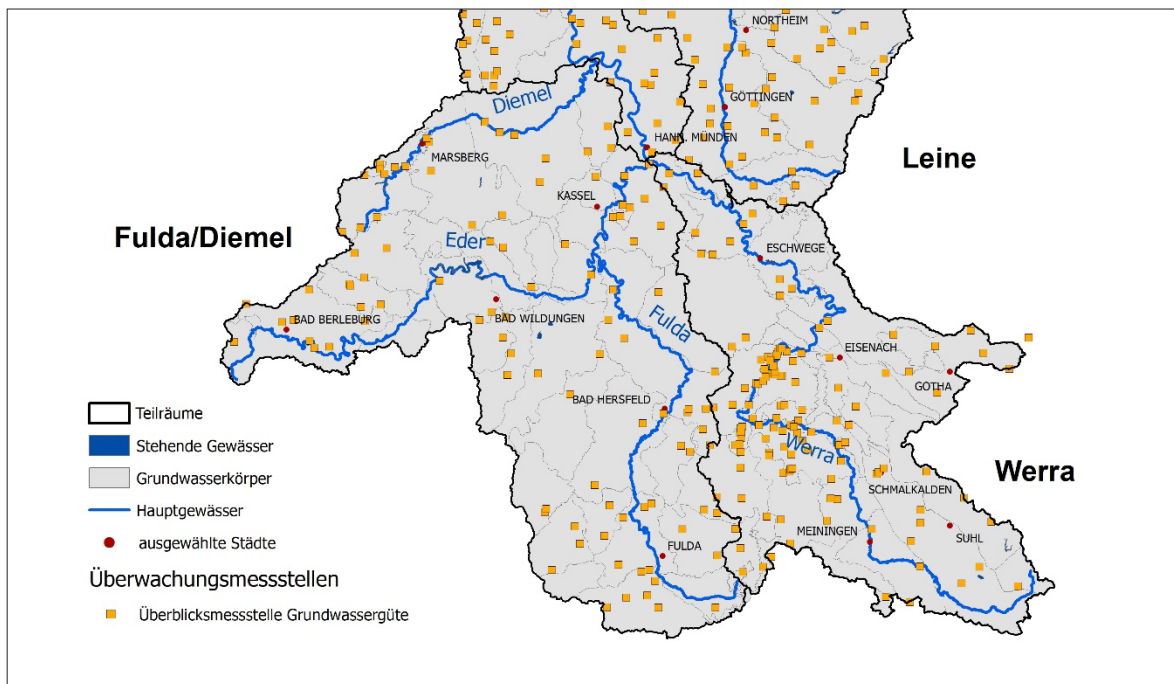 NORTHEIM
Diemel
GÖTTINGEN
HANN. MÜNDEN
MARSBERG
Leine
KASSEL
Fulda/Diemel
Eder
ESCHWEGE
BAD BERLEBURG
BAD WILDUNGEN
Fulda
EISENACH
GOTHA
BAD HERSFELD
Werra
Werra
SCHMALKALDEN
MEININGEN
SUHL
FULDA
Teilräume
Stehende Gewässer
Grundwasserkörper
Hauptgewässer
ausgewählte Städte
Überwachungsmessstellen
Überblicksmessstelle Grundwassergüte